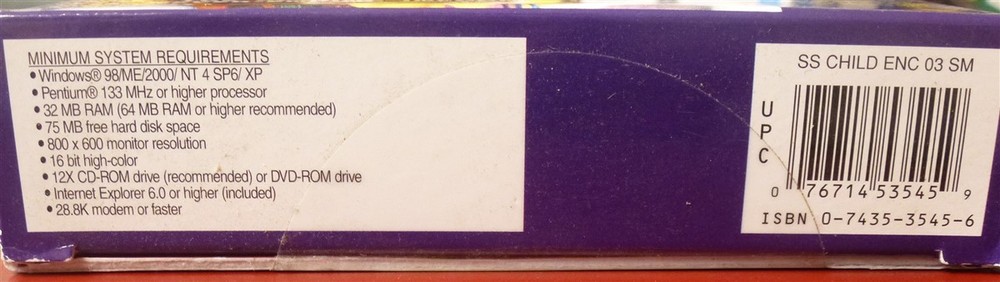 MINIMUM SYSTEM REQUIREMENTS
• Windows® 98/ME/2000/ NT 4 SP6/ XP
• Pentium® 133 MHz or higher processor
• 32 MB RAM (64 MB RAM or higher recommended)
• 75 MB free hard disk space
• 800 x 600 monitor resolution
• 16 bit high-color
• 12X CD-ROM drive (recommended) or DVD-ROM drive
• Internet Explorer 6.0 or higher (included)
• 28.8K modem or faster
SS CHILD ENC 03 SM
UPC
0 76714 53545 9
ISBN 0-7435-3545-6